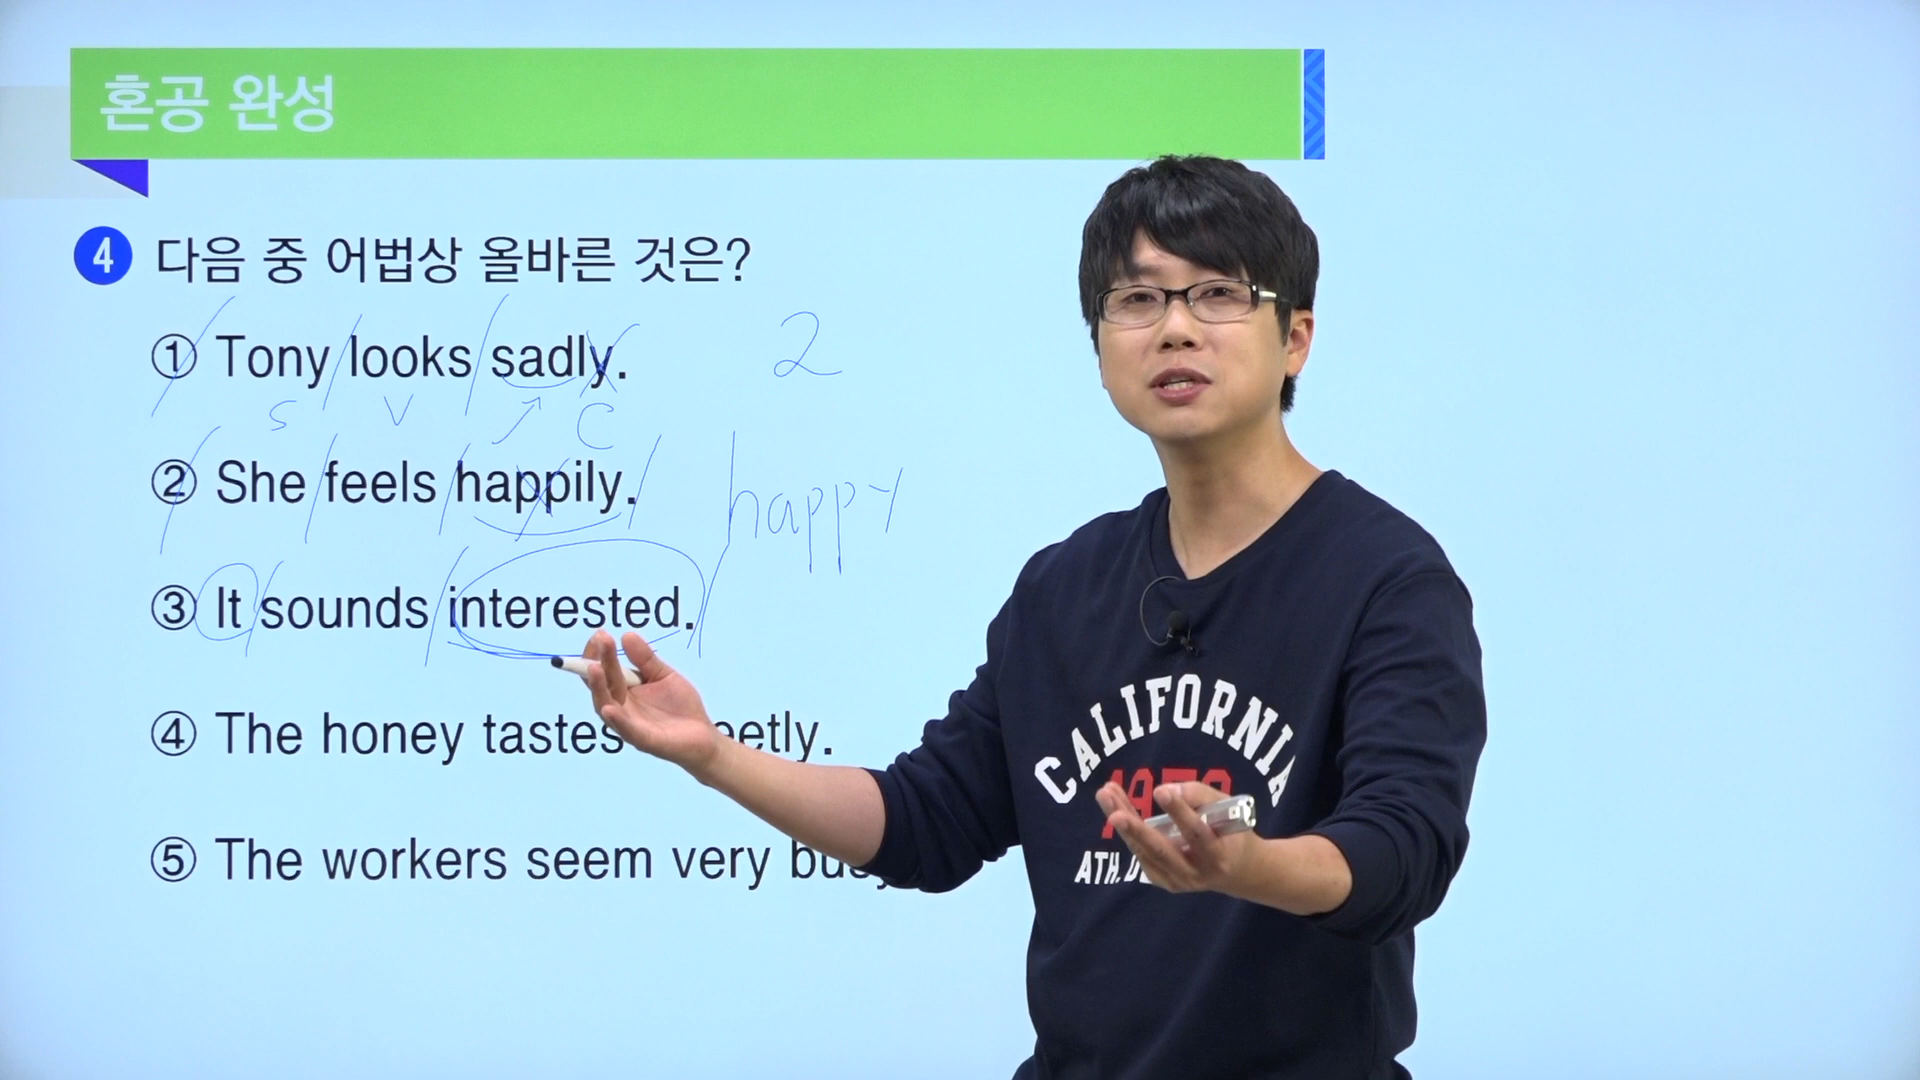 혼공 완성
4 다음 중 어법상 올바른 것은?
① Tony looks sadly. 2
S V C
② She feels happily. happy
③ It sounds interested.
④ The honey tastes
⑤ The workers seem very busy
CALIFORNIA
1972
ATH.